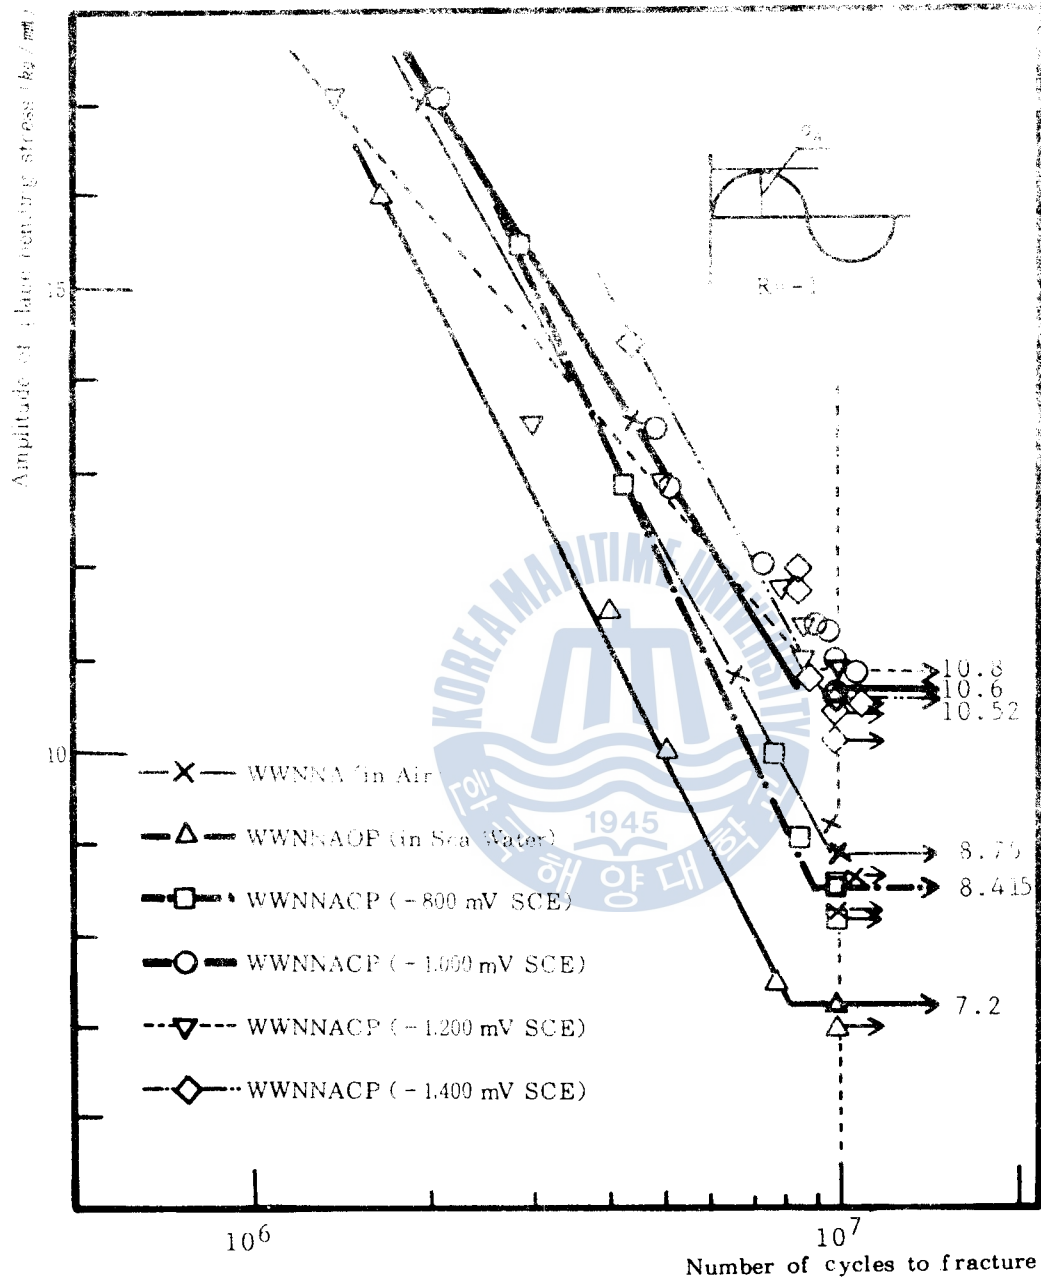 Amplitude of plane bending stress (kg/㎟)
σa
R=-1
15
10
10.8
10.6
10.52
8.75
8.415
7.2
WWNNA (in Air)
WWNNAOP (in Sea Water)
WWNNACP (-800 mV SCE)
WWNNACP (-1.000 mV SCE)
WWNNACP (-1.200 mV SCE)
WWNNACP (-1.400 mV SCE)
KOREA MARITIME UNIVERSITY
1945
한국해양대학교
10⁶
10⁷
Number of cycles to fracture